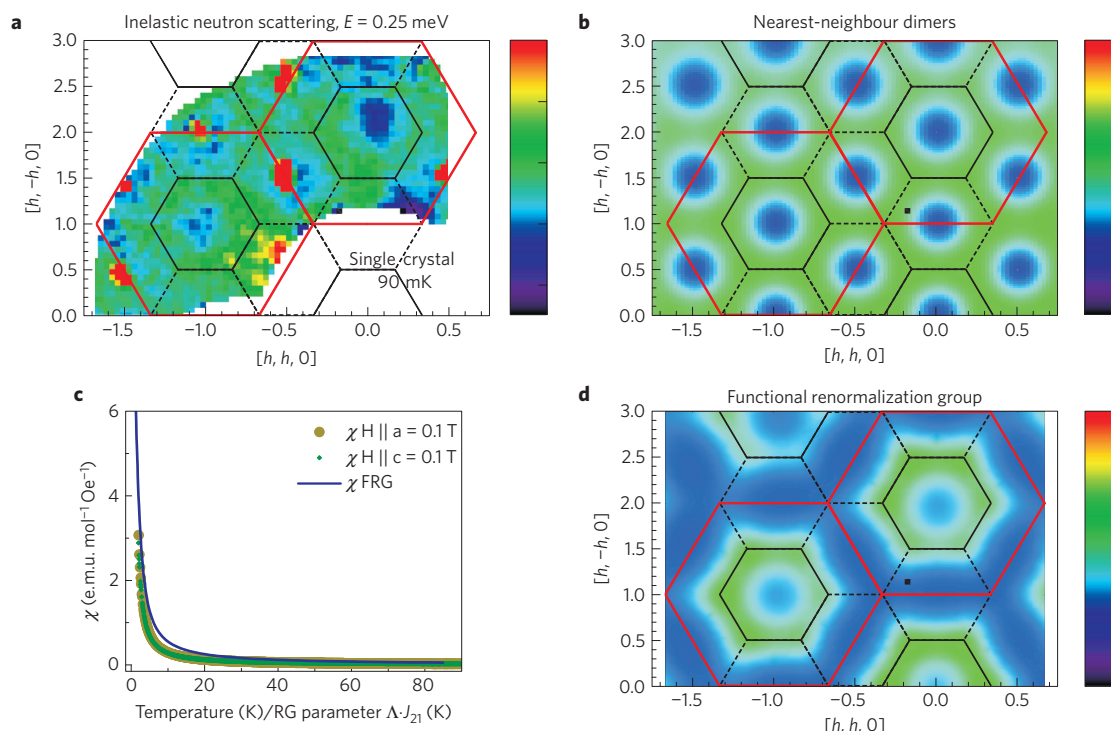 a
Inelastic neutron scattering, E = 0.25 meV
3.0
2.5
2.0
1.5
1.0
0.5
0.0
[h, −h, 0]
Single crystal
90 mK
−1.5
−1.0
−0.5
0.0
0.5
[h, h, 0]
b
Nearest-neighbour dimers
3.0
2.5
2.0
1.5
1.0
0.5
0.0
[h, −h, 0]
−1.5
−1.0
−0.5
0.0
0.5
[h, h, 0]
c
6
4
2
0
χ (e.m.u. mol⁻¹ Oe⁻¹)
χ H || a = 0.1 T
χ H || c = 0.1 T
χ FRG
0
20
40
60
80
Temperature (K)/RG parameter Λ·J₂₁ (K)
d
Functional renormalization group
3.0
2.5
2.0
1.5
1.0
0.5
0.0
[h, −h, 0]
−1.5
−1.0
−0.5
0.0
0.5
[h, h, 0]